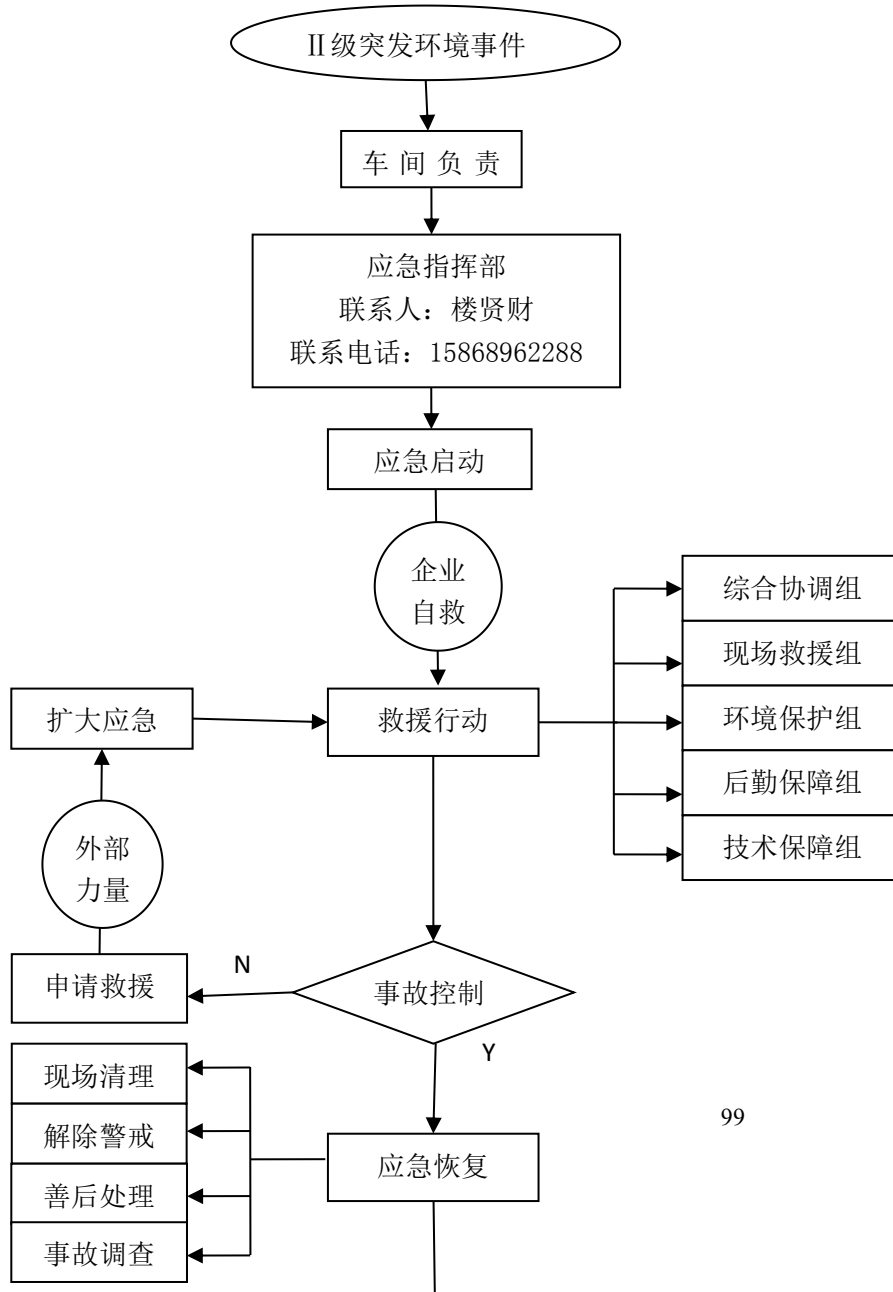 Ⅱ级突发环境事件
车 间 负 责
应急指挥部
联系人：楼贤财
联系电话：15868962288
应急启动
企业
自救
综合协调组
现场救援组
环境保护组
后勤保障组
技术保障组
扩大应急
救援行动
外部
力量
申请救援
N
事故控制
Y
现场清理
解除警戒
善后处理
事故调查
应急恢复
99